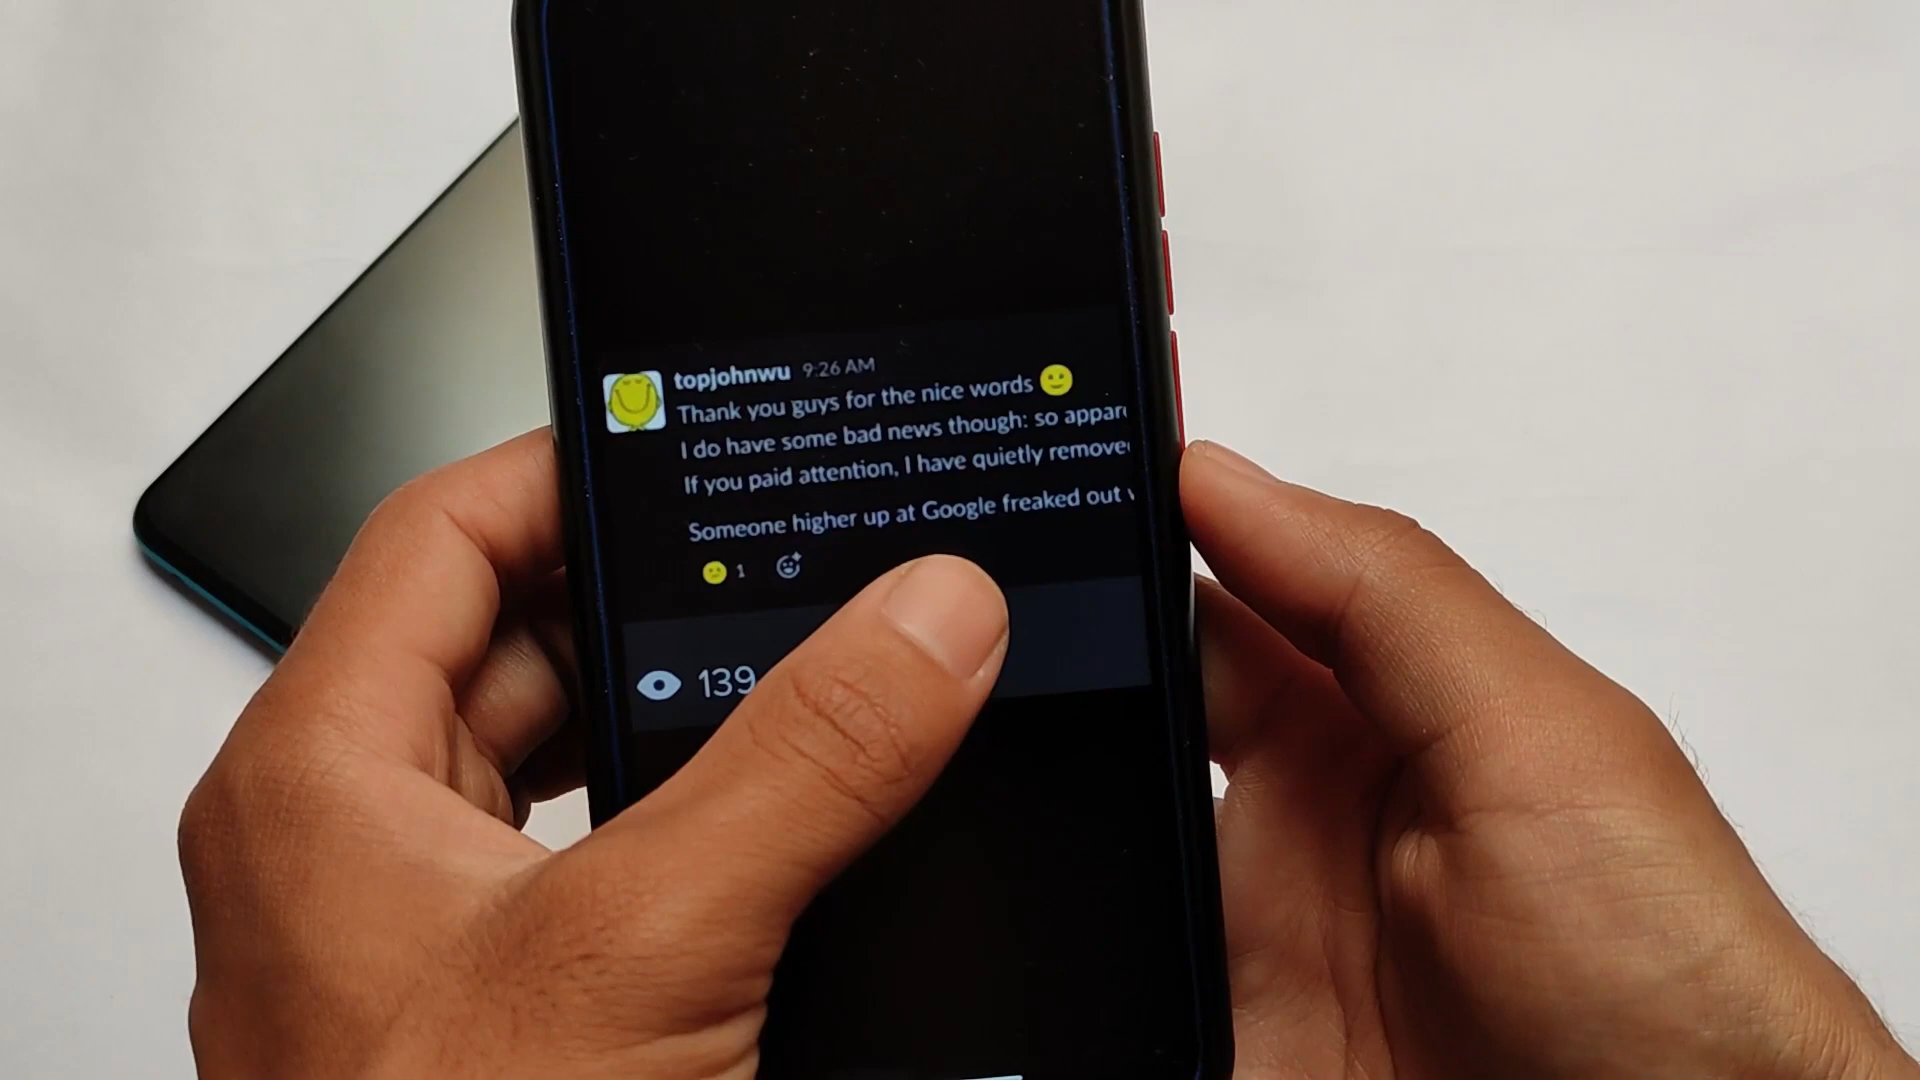 topjohnwu 9:26 AM
Thank you guys for the nice words
I do have some bad news though: so
If you paid attention, I have quietly
Someone higher up at Google freaked out
1
139